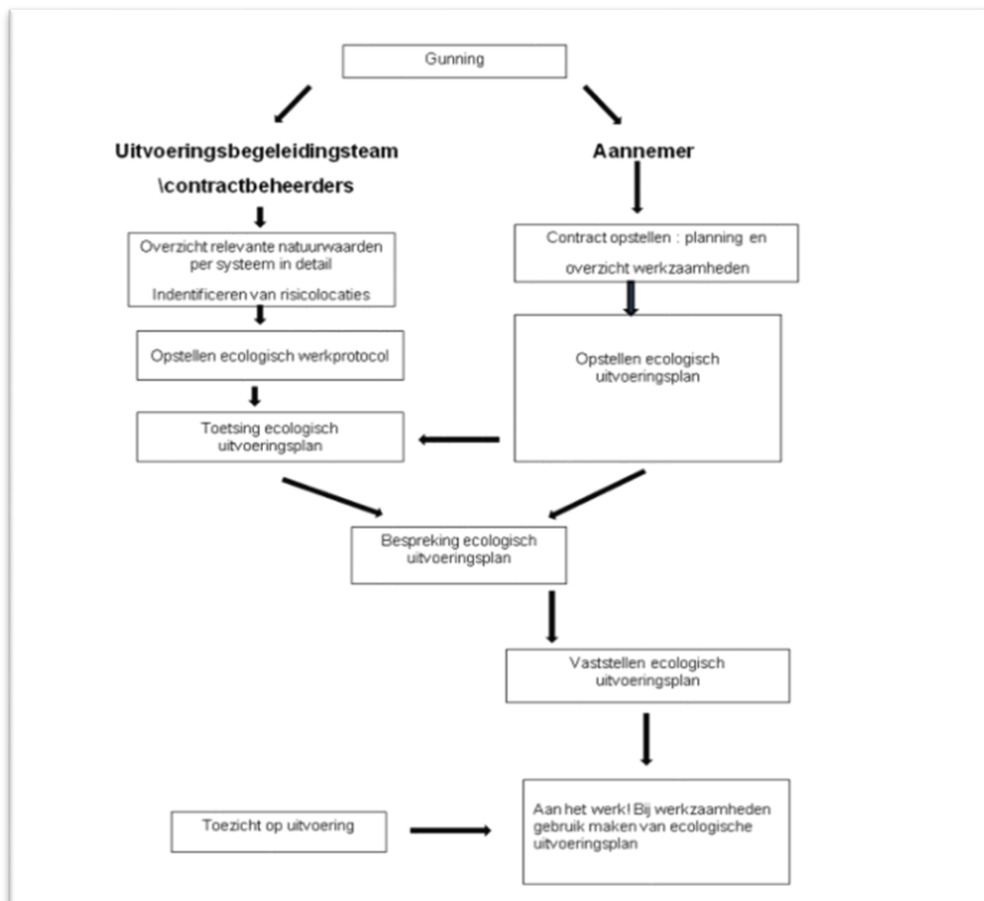 Gunning
Uitvoeringsbegeleidingsteam
\contractbeheerders
Aannemer
Overzicht relevante natuurwaarden
per systeem in detail
Indentificeren van risicolocaties
Contract opstellen : planning en
overzicht werkzaamheden
Opstellen ecologisch werkprotocol
Opstellen ecologisch
uitvoeringsplan
Toetsing ecologisch
uitvoeringsplan
Bespreking ecologisch
uitvoeringsplan
Vaststellen ecologisch
uitvoeringsplan
Toezicht op uitvoering
Aan het werk! Bij werkzaamheden
gebruik maken van ecologische
uitvoeringsplan